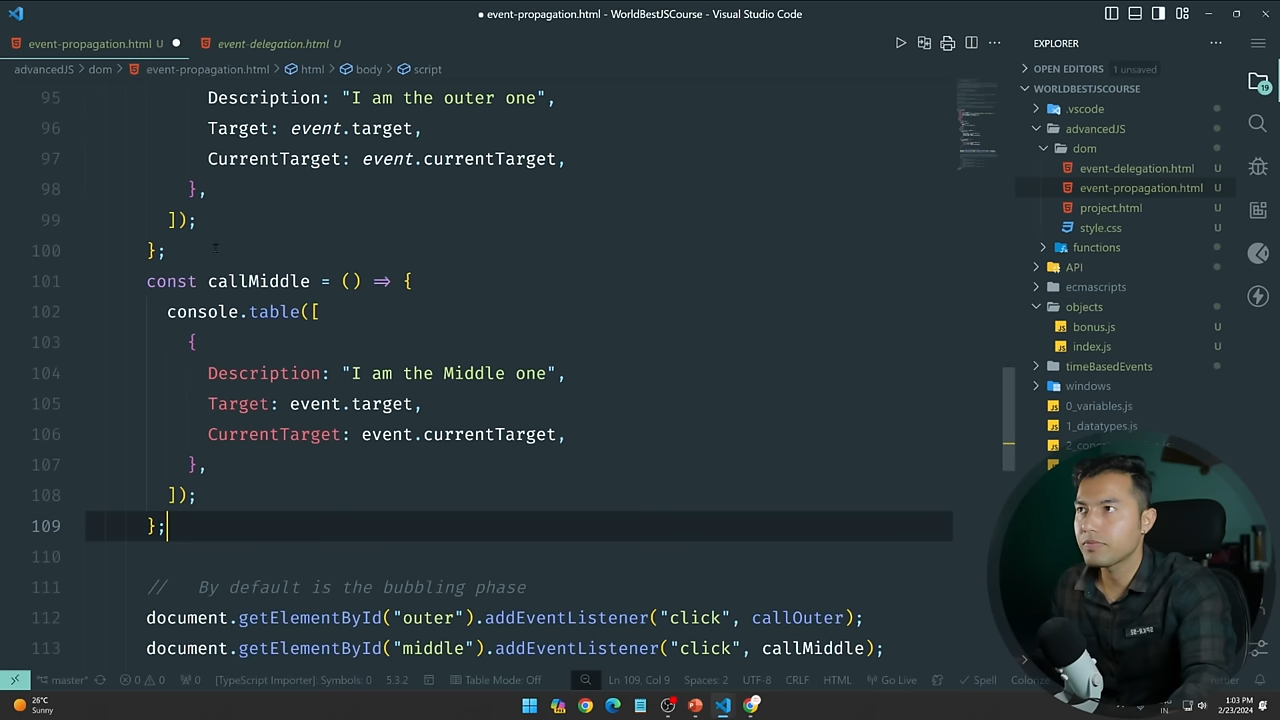 event-propagation.html - WorldBestJSCourse - Visual Studio Code
event-propagation.html U
event-delegation.html U
EXPLORER
advancedJS > dom > event-propagation.html > html > body > script
OPEN EDITORS 1 unsaved
WORLDBESTJSCOURSE
.vscode
advancedJS
dom
event-delegation.html U
event-propagation.html U
project.html U
style.css U
functions
API
ecmascripts
objects
bonus.js U
index.js U
timeBasedEvents
windows
0_variables.js
1_datatypes.js
19
95 Description: "I am the outer one",
96 Target: event.target,
97 CurrentTarget: event.currentTarget,
98 },
99 ]);
100 };
101 const callMiddle = () => {
102 console.table([
103 {
104 Description: "I am the Middle one",
105 Target: event.target,
106 CurrentTarget: event.currentTarget,
107 },
108 ]);
109 };
110
111 // By default is the bubbling phase
112 document.getElementById("outer").addEventListener("click", callOuter);
113 document.getElementById("middle").addEventListener("click", callMiddle);
master* 0 0 0 [TypeScript Importer] Symbols: 0 5.3.2 Table Mode: Off Ln 109, Col 9 Spaces: 2 UTF-8 CRLF HTML Go Live Spell
26°C
Sunny
IN
1:03 PM
2/23/2024